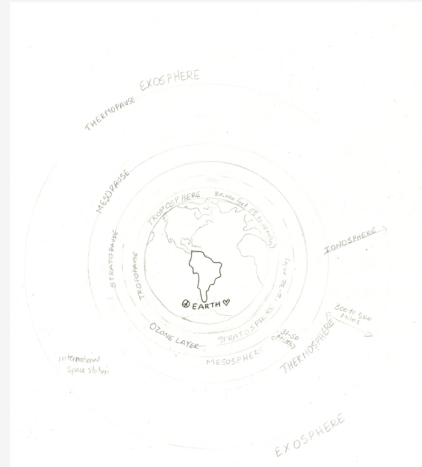 EXOSPHERE
THERMOPAUSE
MESOPAUSE
TROPOSPHERE
STRATOPAUSE
TROPOPAUSE
IONOSPHERE
EARTH
OZONE LAYER
STRATOSPHERE
MESOSPHERE
THERMOSPHERE
International
Space Station
EXOSPHERE